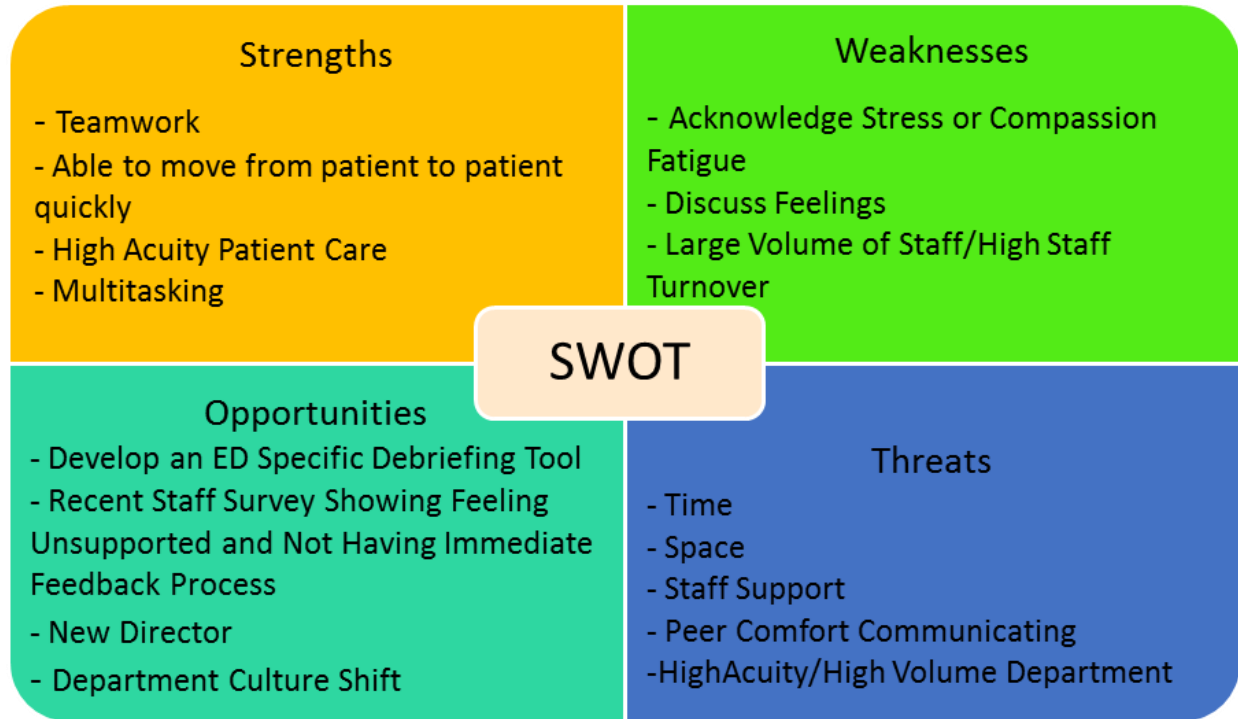 Strengths
- Teamwork
- Able to move from patient to patient
quickly
- High Acuity Patient Care
- Multitasking
Weaknesses
- Acknowledge Stress or Compassion
Fatigue
- Discuss Feelings
- Large Volume of Staff/High Staff
Turnover
SWOT
Opportunities
- Develop an ED Specific Debriefing Tool
- Recent Staff Survey Showing Feeling
Unsupported and Not Having Immediate
Feedback Process
- New Director
- Department Culture Shift
Threats
- Time
- Space
- Staff Support
- Peer Comfort Communicating
-HighAcuity/High Volume Department